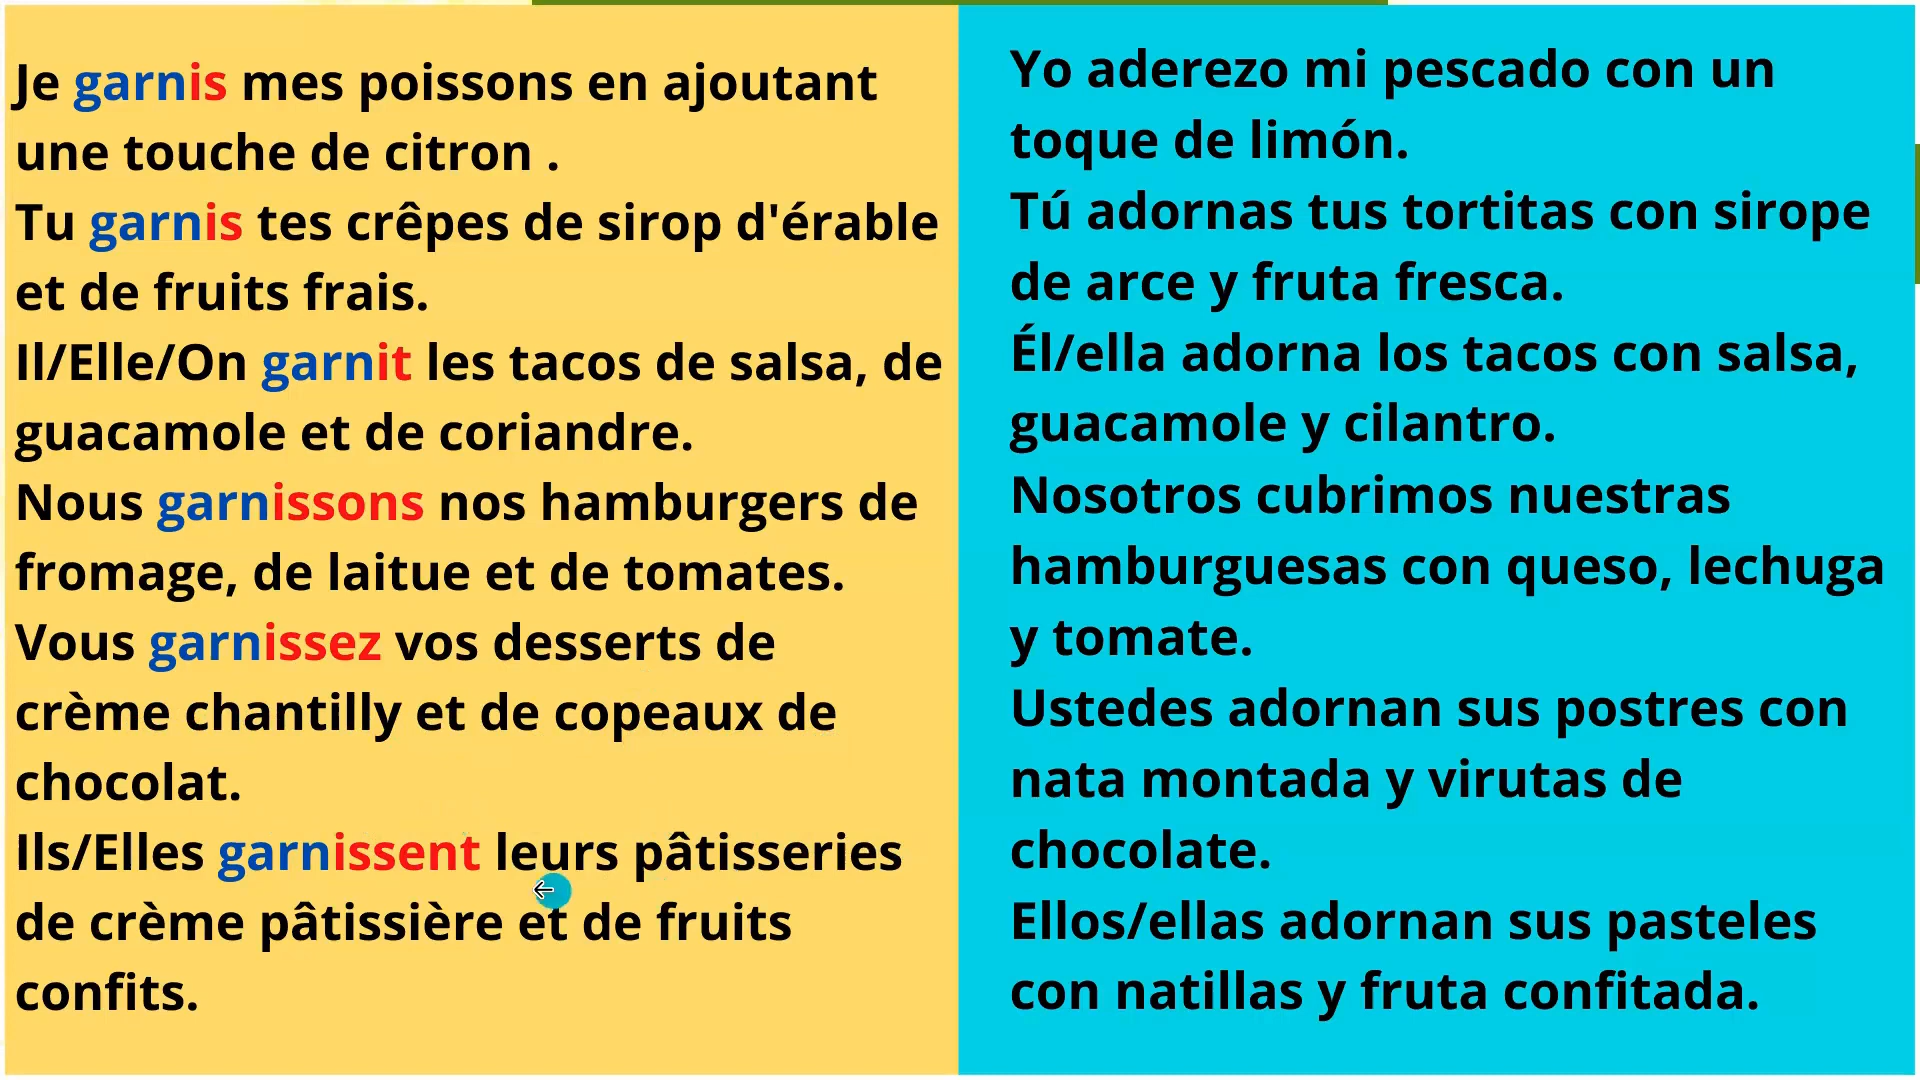 Je garnis mes poissons en ajoutant
une touche de citron .
Tu garnis tes crêpes de sirop d'érable
et de fruits frais.
Il/Elle/On garnit les tacos de salsa, de
guacamole et de coriandre.
Nous garnissons nos hamburgers de
fromage, de laitue et de tomates.
Vous garnissez vos desserts de
crème chantilly et de copeaux de
chocolat.
Ils/Elles garnissent leurs pâtisseries
de crème pâtissière et de fruits
confits.
Yo aderezo mi pescado con un
toque de limón.
Tú adornas tus tortitas con sirope
de arce y fruta fresca.
Él/ella adorna los tacos con salsa,
guacamole y cilantro.
Nosotros cubrimos nuestras
hamburguesas con queso, lechuga
y tomate.
Ustedes adornan sus postres con
nata montada y virutas de
chocolate.
Ellos/ellas adornan sus pasteles
con natillas y fruta confitada.